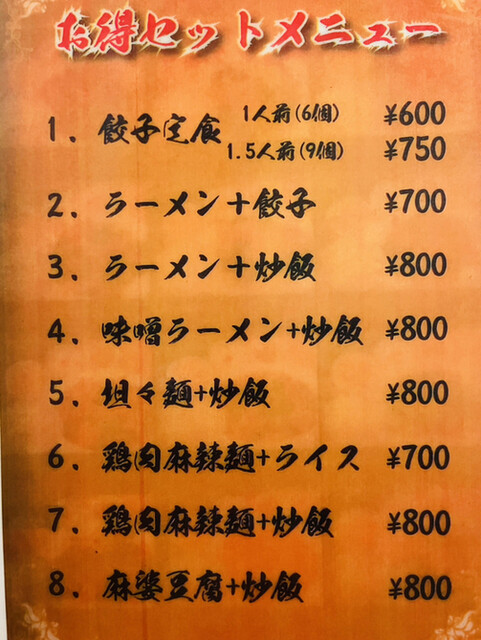 お得セットメニュー
1. 餃子定食 1人前(6個) ¥600
1.5人前(9個) ¥750
2. ラーメン+餃子 ¥700
3. ラーメン+炒飯 ¥800
4. 味噌ラーメン+炒飯 ¥800
5. 坦々麺+炒飯 ¥800
6. 鶏肉麻辣麺+ライス ¥700
7. 鶏肉麻辣麺+炒飯 ¥800
8. 麻婆豆腐+炒飯 ¥800